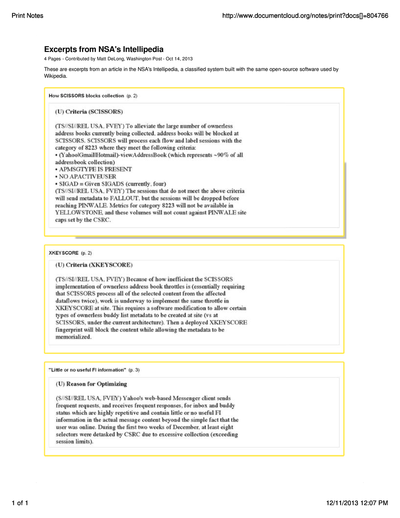 Print Notes
http://www.documentcloud.org/notes/print?docs[]=804766
Excerpts from NSA's Intellipedia
4 Pages - Contributed by Matt DeLong, Washington Post - Oct 14, 2013
These are excerpts from an article in the NSA's Intellipedia, a classified system built with the same open-source software used by
Wikipedia.
How SCISSORS blocks collection (p. 2)
(U) Criteria (SCISSORS)
(TS//SI//REL USA, FVEY) To alleviate the large number of ownerless
address books currently being collected, address books will be blocked at
SCISSORS. SCISSORS will process each flow and label sessions with the
category of 8223 where they meet the following criteria:
• (Yahoo|Gmail|Hotmail)-viewAddressBook (which represents ~90% of all
addressbook collection)
• APMSGTYPE IS PRESENT
• NO APACTIVEUSER
• SIGAD = Given SIGADS (currently, four)
(TS//SI//REL USA, FVEY) The sessions that do not meet the above criteria
will send metadata to FALLOUT, but the sessions will be dropped before
reaching PINWALE. Metrics for category 8223 will not be available in
YELLOWSTONE, and these volumes will not count against PINWALE site
caps set by the CSRC.
XKEYSCORE (p. 2)
(U) Criteria (XKEYSCORE)
(TS//SI//REL USA, FVEY) Because of how inefficient the SCISSORS
implementation of ownerless address book throttles is (essentially requiring
that SCISSORS process all of the selected content from the affected
dataflows twice), work is underway to implement the same throttle in
XKEYSCORE at site. This requires a software modification to allow certain
types of ownerless buddy list metadata to be created at site (vs at
SCISSORS, under the current architecture). Then a deployed XKEYSCORE
fingerprint will block the content while allowing the metadata to be
memorialized.
"Little or no useful FI information" (p. 3)
(U) Reason for Optimizing
(S//SI//REL USA, FVEY) Yahoo's web-based Messenger client sends
frequent requests, and receives frequent responses, for inbox and buddy
status which are highly repetitive and contain little or no useful FI
information in the actual message content beyond the simple fact that the
user was online. During the first two weeks of December, at least eight
selectors were detasked by CSRC due to excessive collection (exceeding
session limits).
1 of 1
12/11/2013 12:07 PM